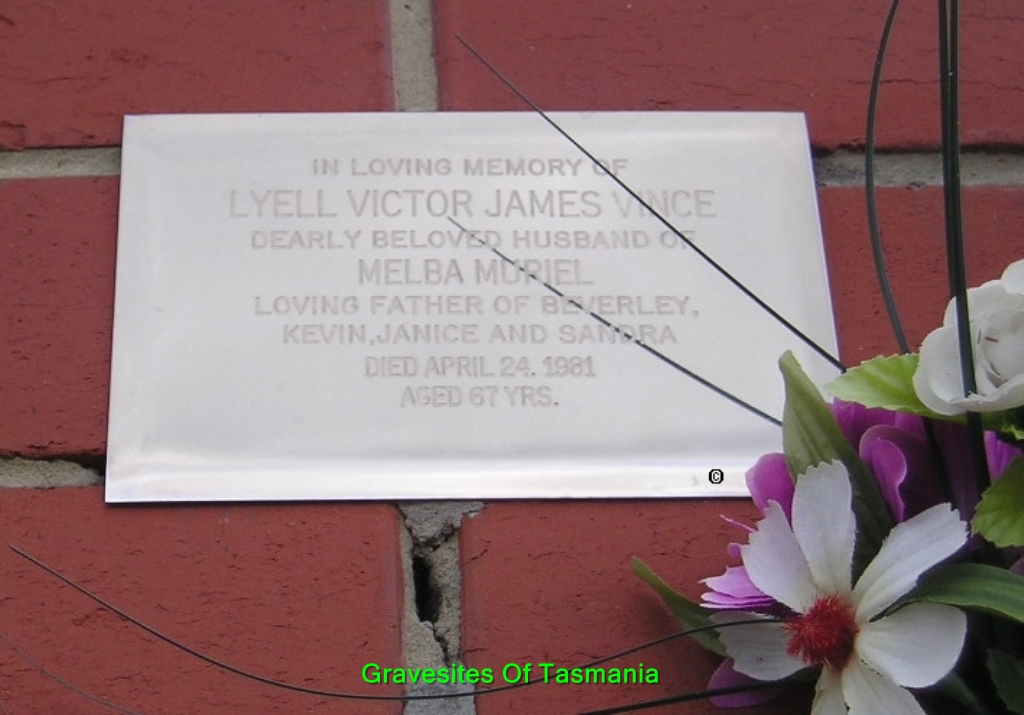 IN LOVING MEMORY OF
LYELL VICTOR JAMES VINCE
DEARLY BELOVED HUSBAND OF
MELBA MURIEL
LOVING FATHER OF BEVERLEY,
KEVIN,JANICE AND SANDRA
DIED APRIL 24. 1981
AGED 67 YRS.
©
Gravesites Of Tasmania